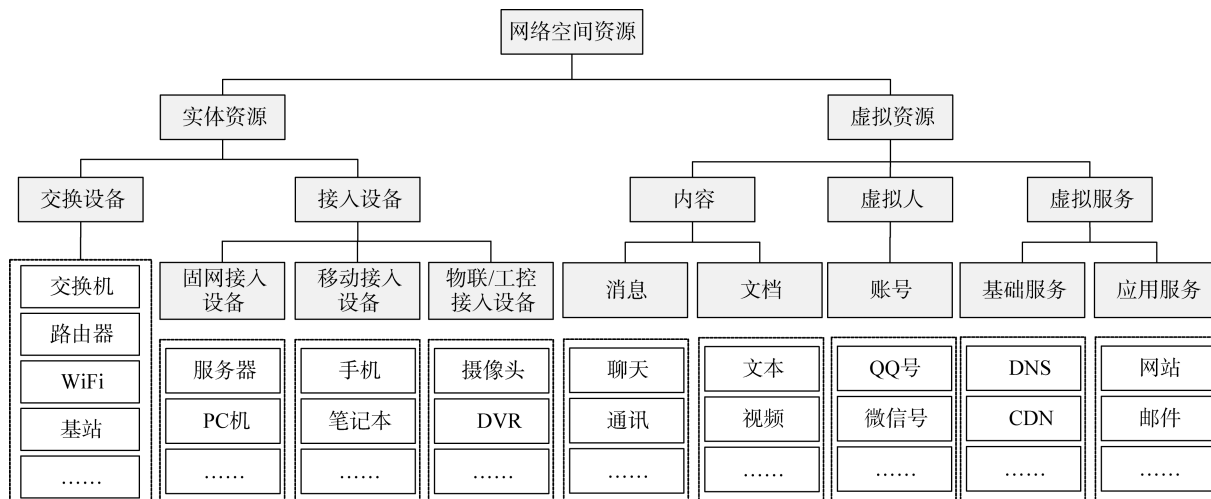 网络空间资源
实体资源
虚拟资源
交换设备
接入设备
内容
虚拟人
虚拟服务
交换机
路由器
WiFi
基站
……
固网接入
设备
移动接入
设备
物联/工控
接入设备
消息
文档
账号
基础服务
应用服务
服务器
PC机
……
手机
笔记本
……
摄像头
DVR
……
聊天
通讯
……
文本
视频
……
QQ号
微信号
……
DNS
CDN
……
网站
邮件
……